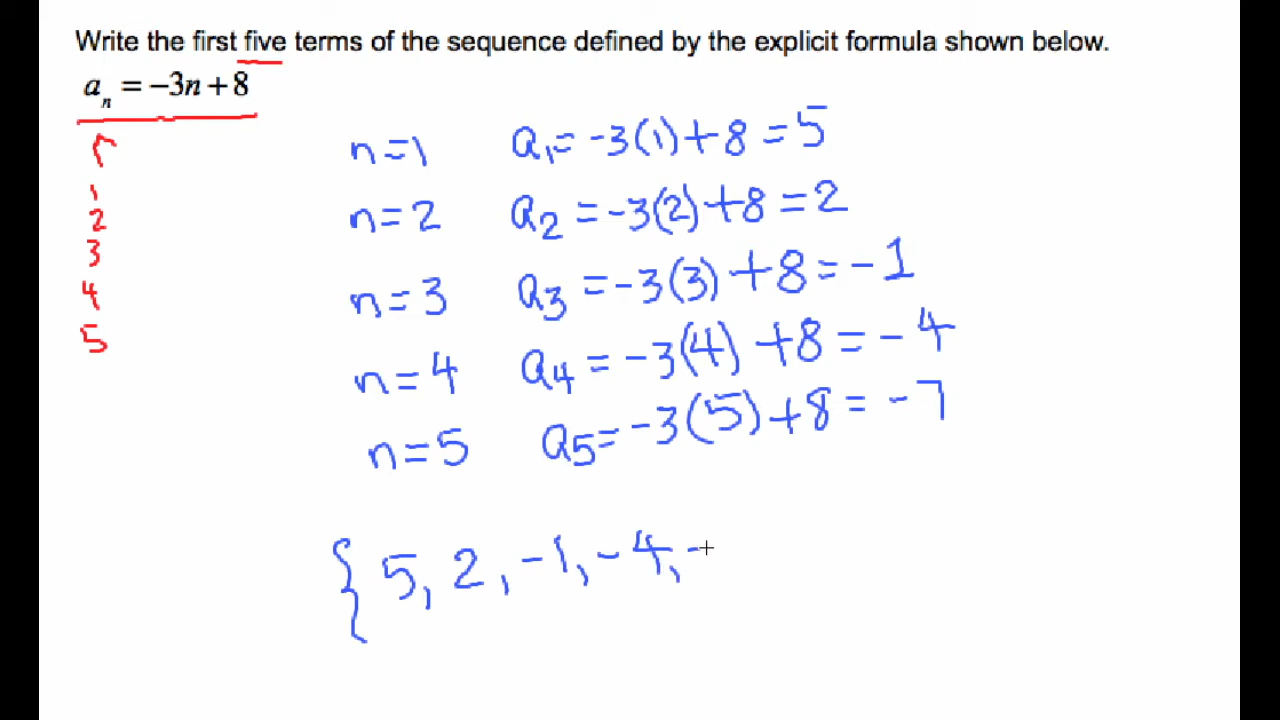 Write the first five terms of the sequence defined by the explicit formula shown below.
aₙ = −3n + 8
1
2
3
4
5
n=1 a₁= -3(1)+8 = 5
n=2 a₂ = -3(2)+8 = 2
n=3 a₃ = -3(3)+8 = -1
n=4 a₄ = -3(4)+8 = -4
n=5 a₅= -3(5)+8 = -7
{ 5, 2, -1, -4, -